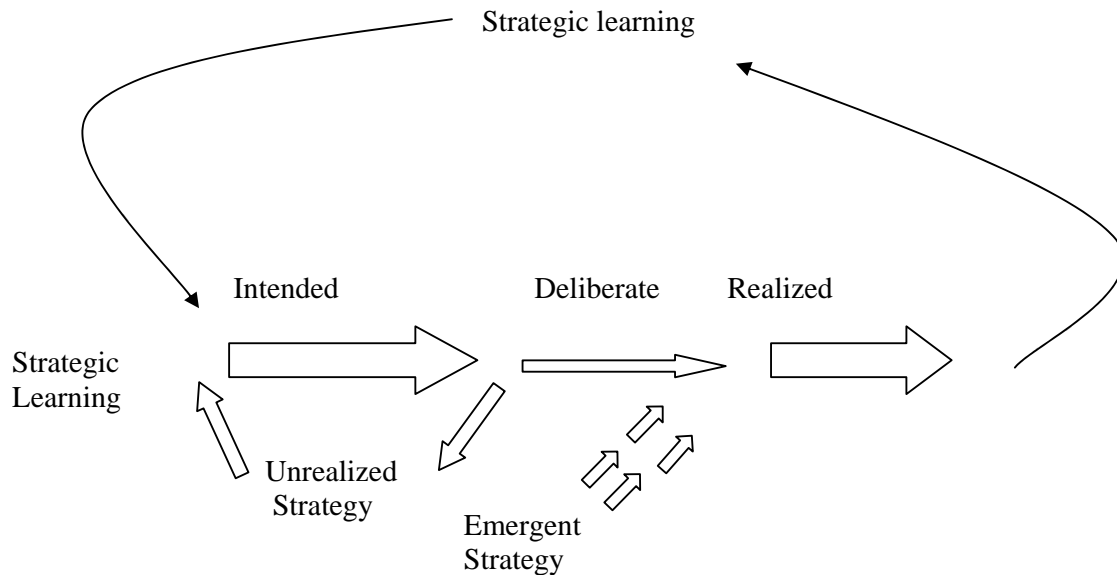 Strategic learning
Intended
Deliberate
Realized
Strategic
Learning
Unrealized
Strategy
Emergent
Strategy